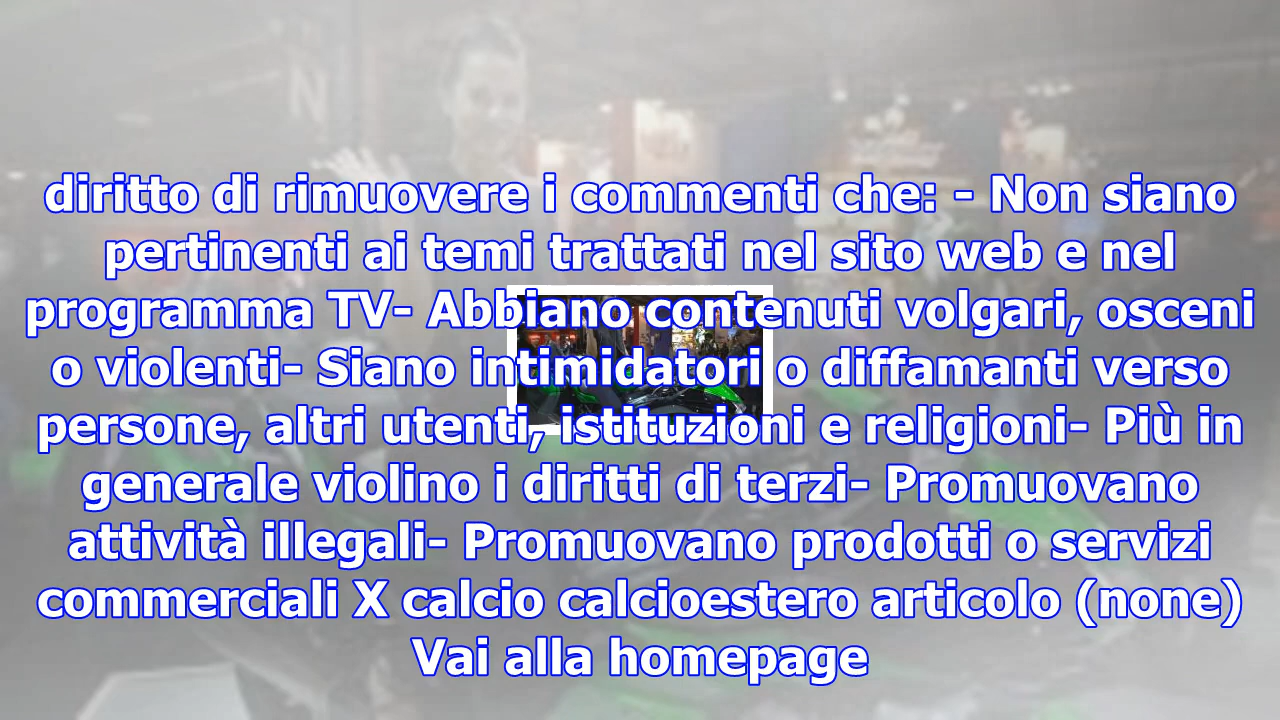 diritto di rimuovere i commenti che: - Non siano
pertinenti ai temi trattati nel sito web e nel
programma TV- Abbiano contenuti volgari, osceni
o violenti- Siano intimidatori o diffamanti verso
persone, altri utenti, istituzioni e religioni- Più in
generale violino i diritti di terzi- Promuovano
attività illegali- Promuovano prodotti o servizi
commerciali X calcio calcioestero articolo (none)
Vai alla homepage